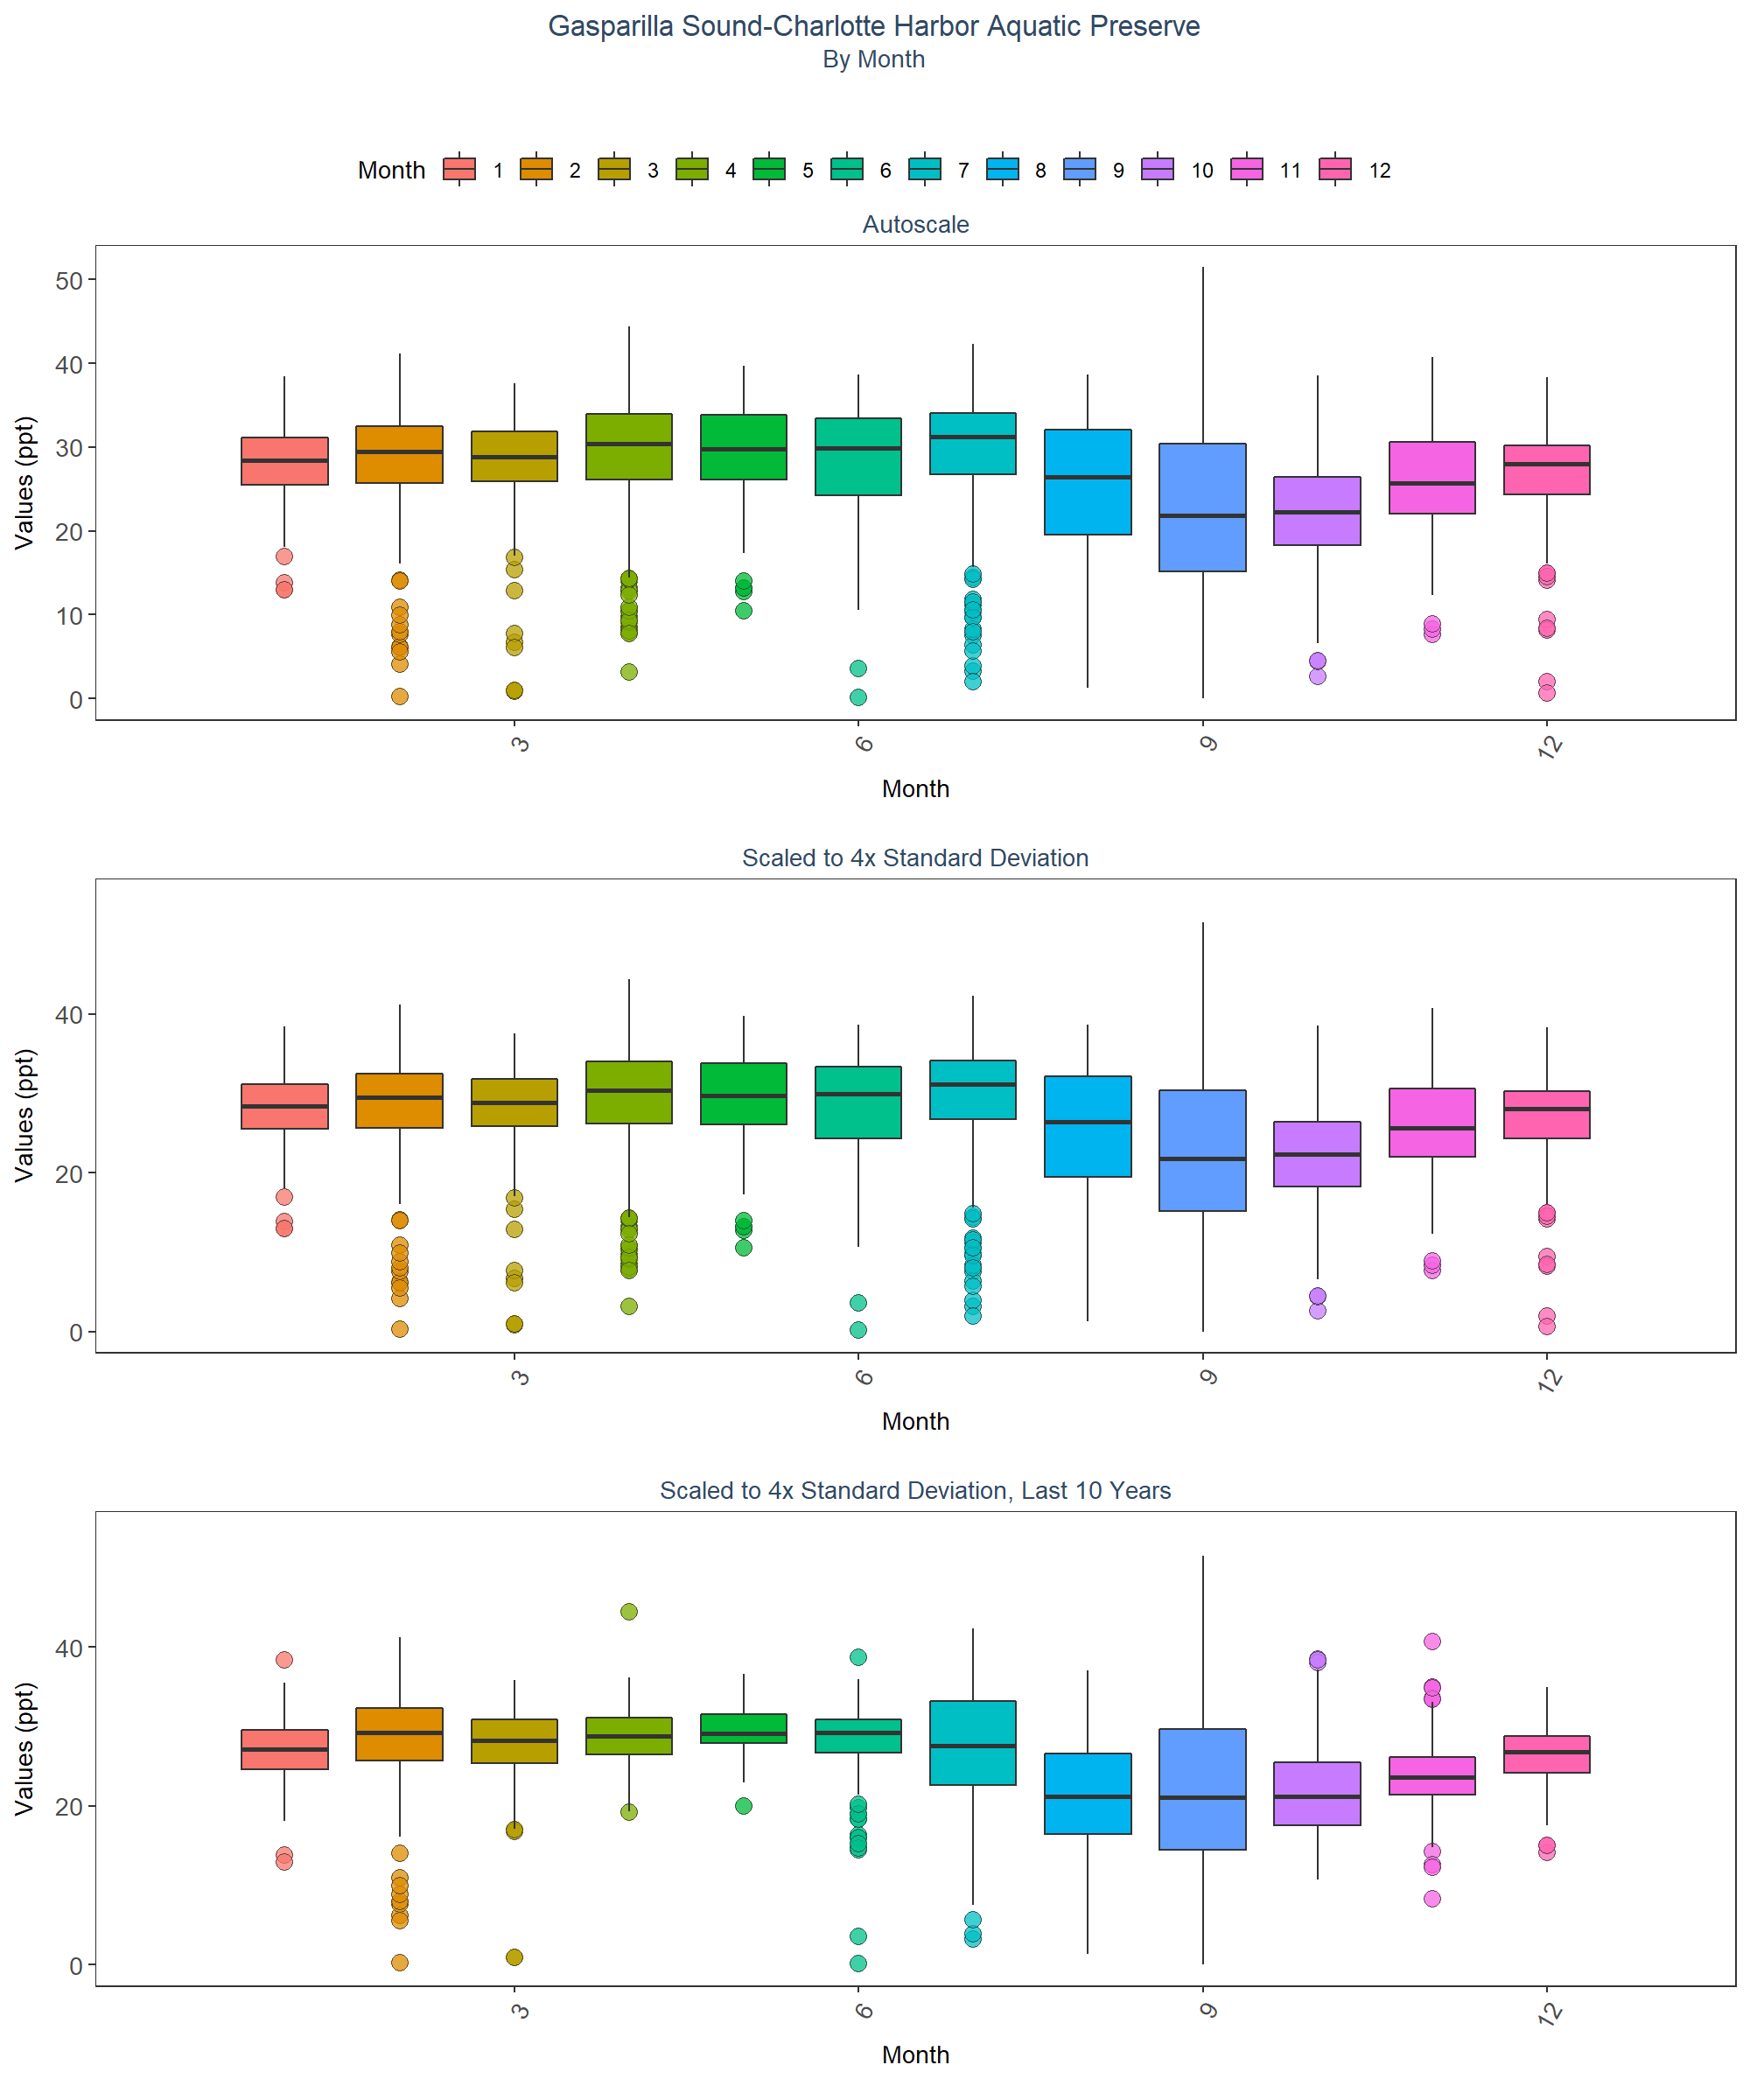 Gasparilla Sound-Charlotte Harbor Aquatic Preserve
By Month
Month 1 2 3 4 5 6 7 8 9 10 11 12
Autoscale
Values (ppt)
50
40
30
20
10
0
3 6 9 12
Month
Scaled to 4x Standard Deviation
Values (ppt)
40
20
0
3 6 9 12
Month
Scaled to 4x Standard Deviation, Last 10 Years
Values (ppt)
40
20
0
3 6 9 12
Month